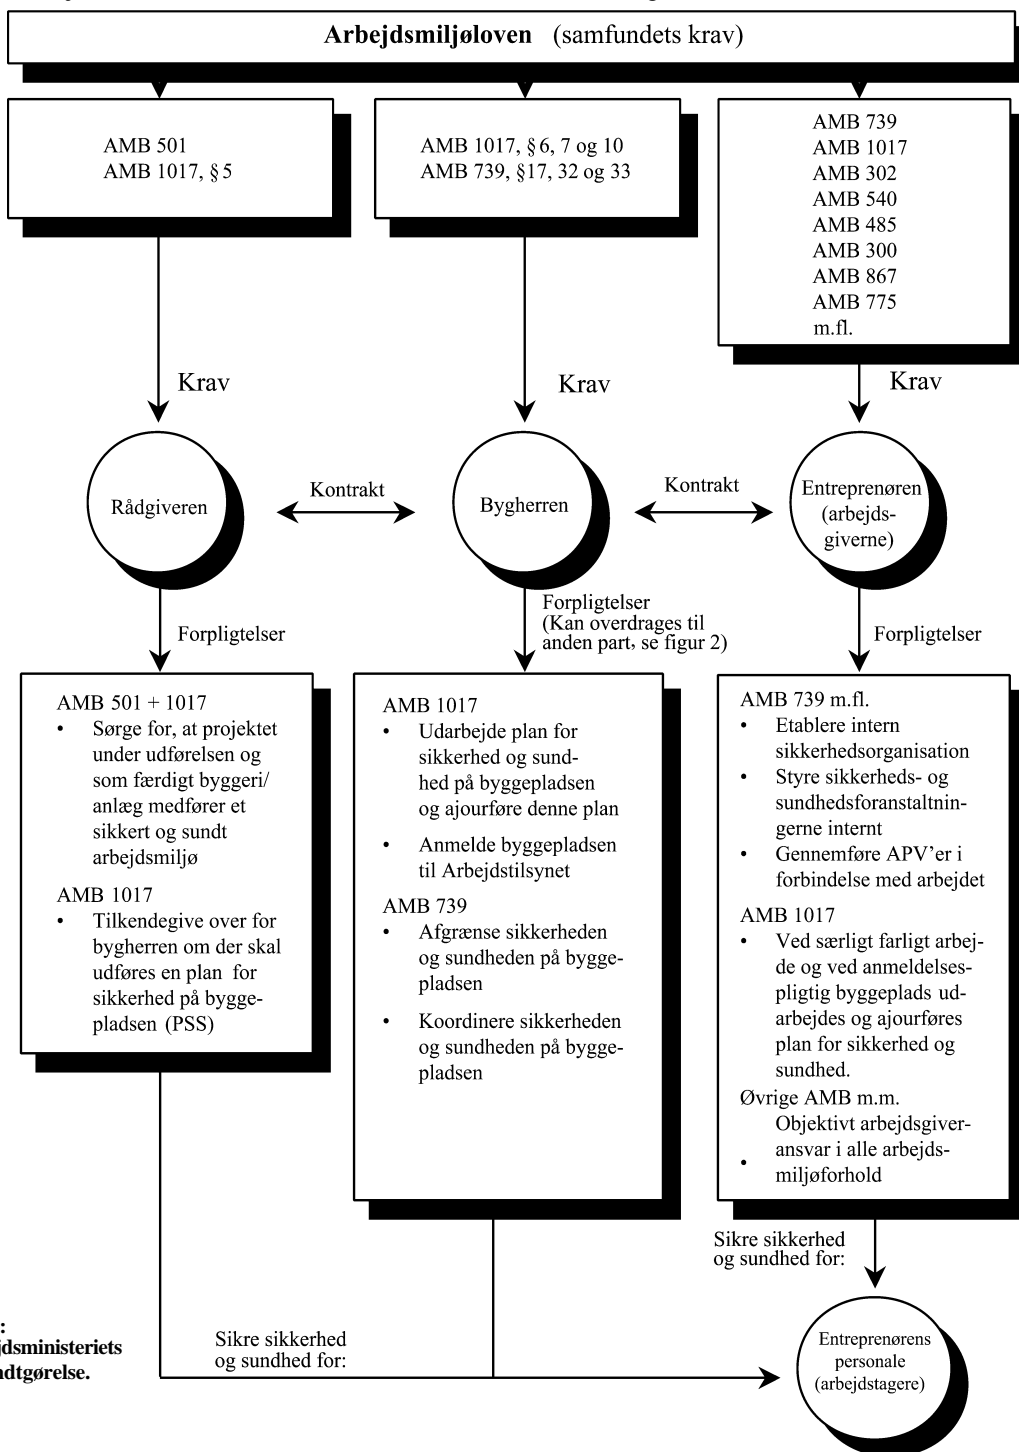 Arbejdsmiljøloven (samfundets krav)
AMB 501
AMB 1017, § 5
AMB 1017, § 6, 7 og 10
AMB 739, §17, 32 og 33
AMB 739
AMB 1017
AMB 302
AMB 540
AMB 485
AMB 300
AMB 867
AMB 775
m.fl.
Krav
Krav
Krav
Rådgiveren
Kontrakt
Bygherren
Kontrakt
Entreprenøren
(arbejds-
giverne)
Forpligtelser
Forpligtelser
(Kan overdrages til
anden part, se figur 2)
Forpligtelser
AMB 501 + 1017
• Sørge for, at projektet
under udførelsen og
som færdigt byggeri/
anlæg medfører et
sikkert og sundt
arbejdsmiljø
AMB 1017
• Tilkendegive over for
bygherren om der skal
udføres en plan for
sikkerhed på bygge-
pladsen (PSS)
AMB 1017
• Udarbejde plan for
sikkerhed og sund-
hed på byggepladsen
og ajourføre denne plan
• Anmelde byggepladsen
til Arbejdstilsynet
AMB 739
• Afgrænse sikkerheden
og sundheden på bygge-
pladsen
• Koordinere sikkerheden
og sundheden på bygge-
pladsen
AMB 739 m.fl.
• Etablere intern
sikkerhedsorganisation
• Styre sikkerheds- og
sundhedsforanstaltnin-
gerne internt
• Gennemføre APV’er i
forbindelse med arbejdet
AMB 1017
• Ved særligt farligt arbej-
de og ved anmeldelses-
pligtig byggeplads ud-
arbejdes og ajourføres
plan for sikkerhed og
sundhed.
Øvrige AMB m.m.
Objektivt arbejdsgiver-
ansvar i alle arbejds-
• miljøforhold
Sikre sikkerhed
og sundhed for:
:
jdsministeriets
ndtgørelse.
Sikre sikkerhed
og sundhed for:
Entreprenørens
personale
(arbejdstagere)